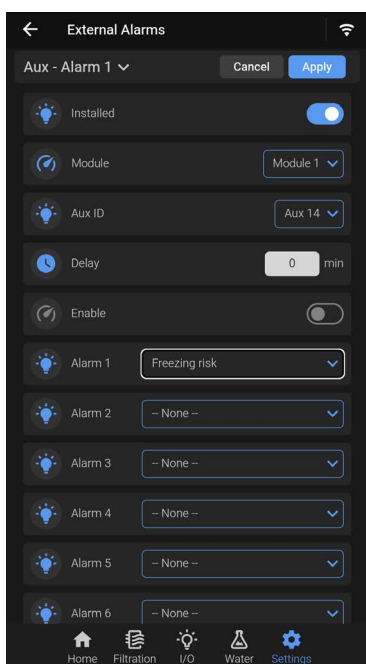 External Alarms
Aux - Alarm 1
Cancel
Apply
Installed
Module
Module 1
Aux ID
Aux 14
Delay
0 min
Enable
Alarm 1
Freezing risk
Alarm 2
-- None --
Alarm 3
-- None --
Alarm 4
-- None --
Alarm 5
-- None --
Alarm 6
-- None --
Home
Filtration
I/O
Water
Settings